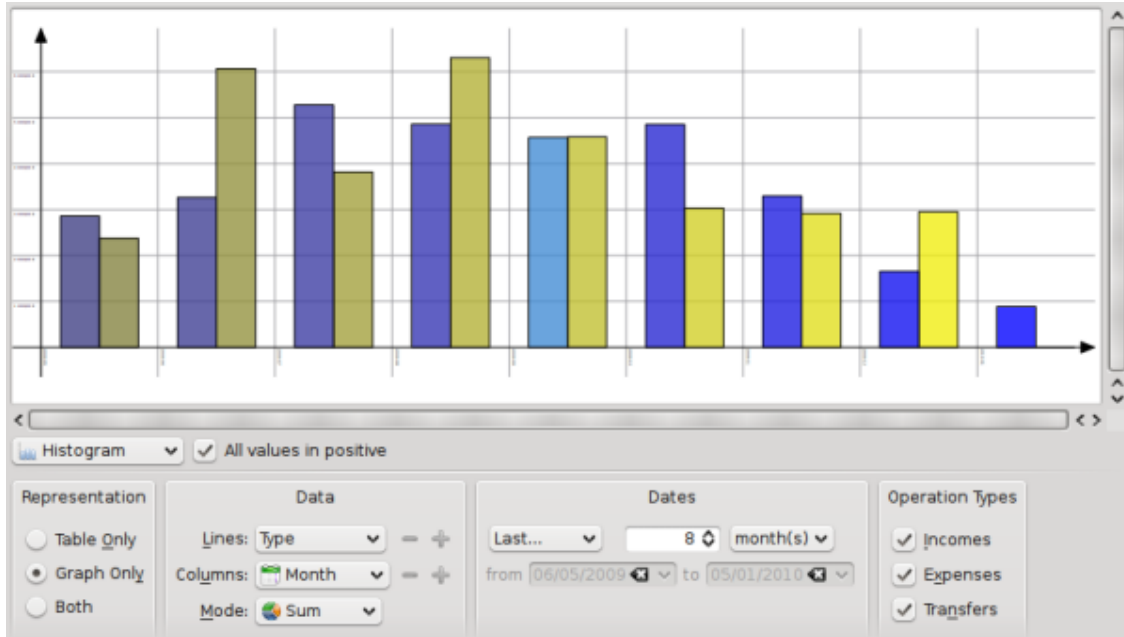 Histogram All values in positive
Representation Data Dates Operation Types
Table Only Lines: Type Last... 8 month(s) Incomes
Graph Only Columns: Month from 06/05/2009 to 05/01/2010 Expenses
Both Mode: Sum Transfers